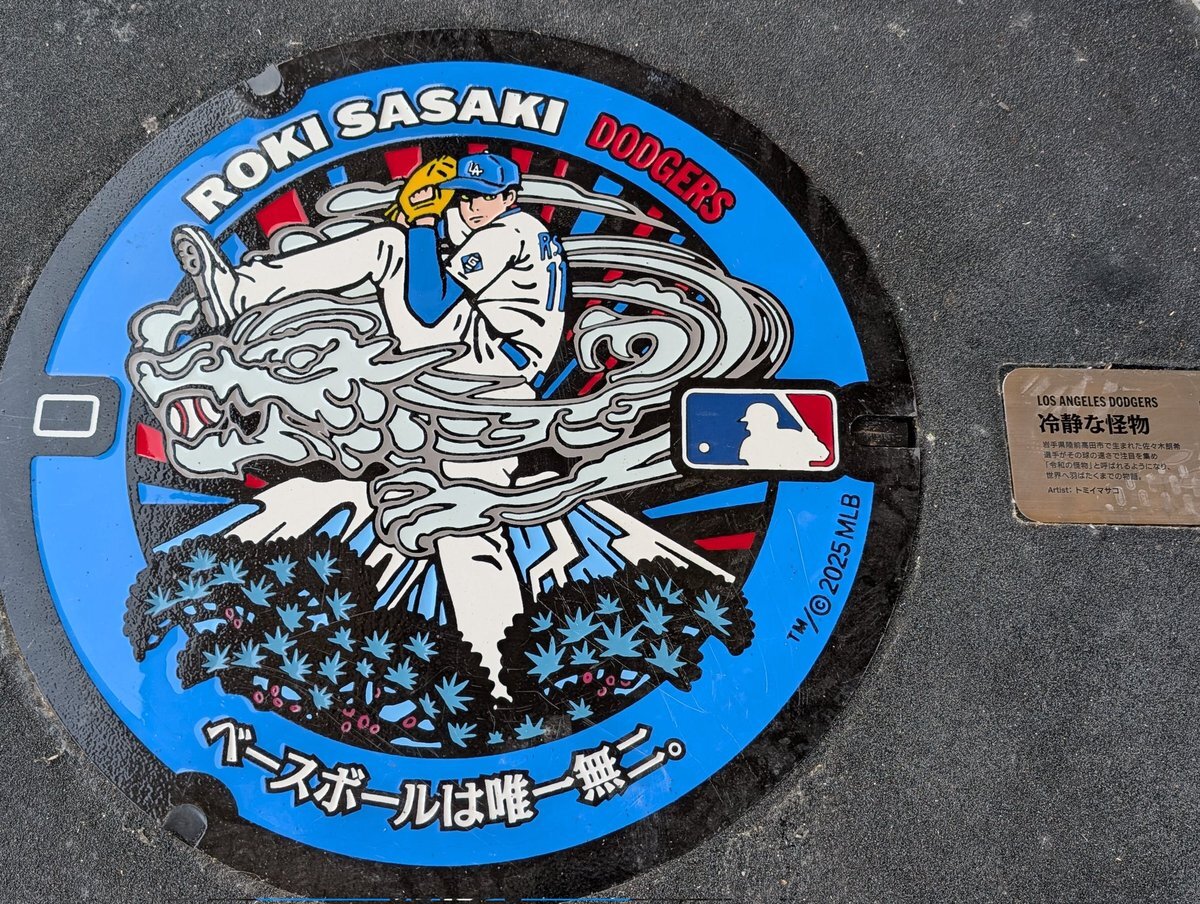 ROKI SASAKI
DODGERS
LA
RS
11
™/© 2025 MLB
ベースボールは唯一無二。
LOS ANGELES DODGERS
冷静な怪物
岩手県陸前高田市で生まれた佐々木朗希
選手がその球の速さで注目を集め
「令和の怪物」と呼ばれるようになり、
世界へ羽ばたくまでの物語。
Artist: トミイマサコ